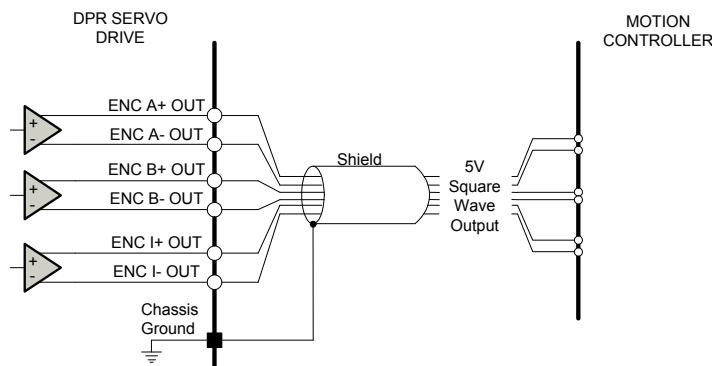 DPR SERVO
DRIVE
MOTION
CONTROLLER
ENC A+ OUT
+
-
ENC A- OUT
ENC B+ OUT
+
-
ENC B- OUT
ENC I+ OUT
+
-
ENC I- OUT
Shield
5V
Square
Wave
Output
Chassis
Ground